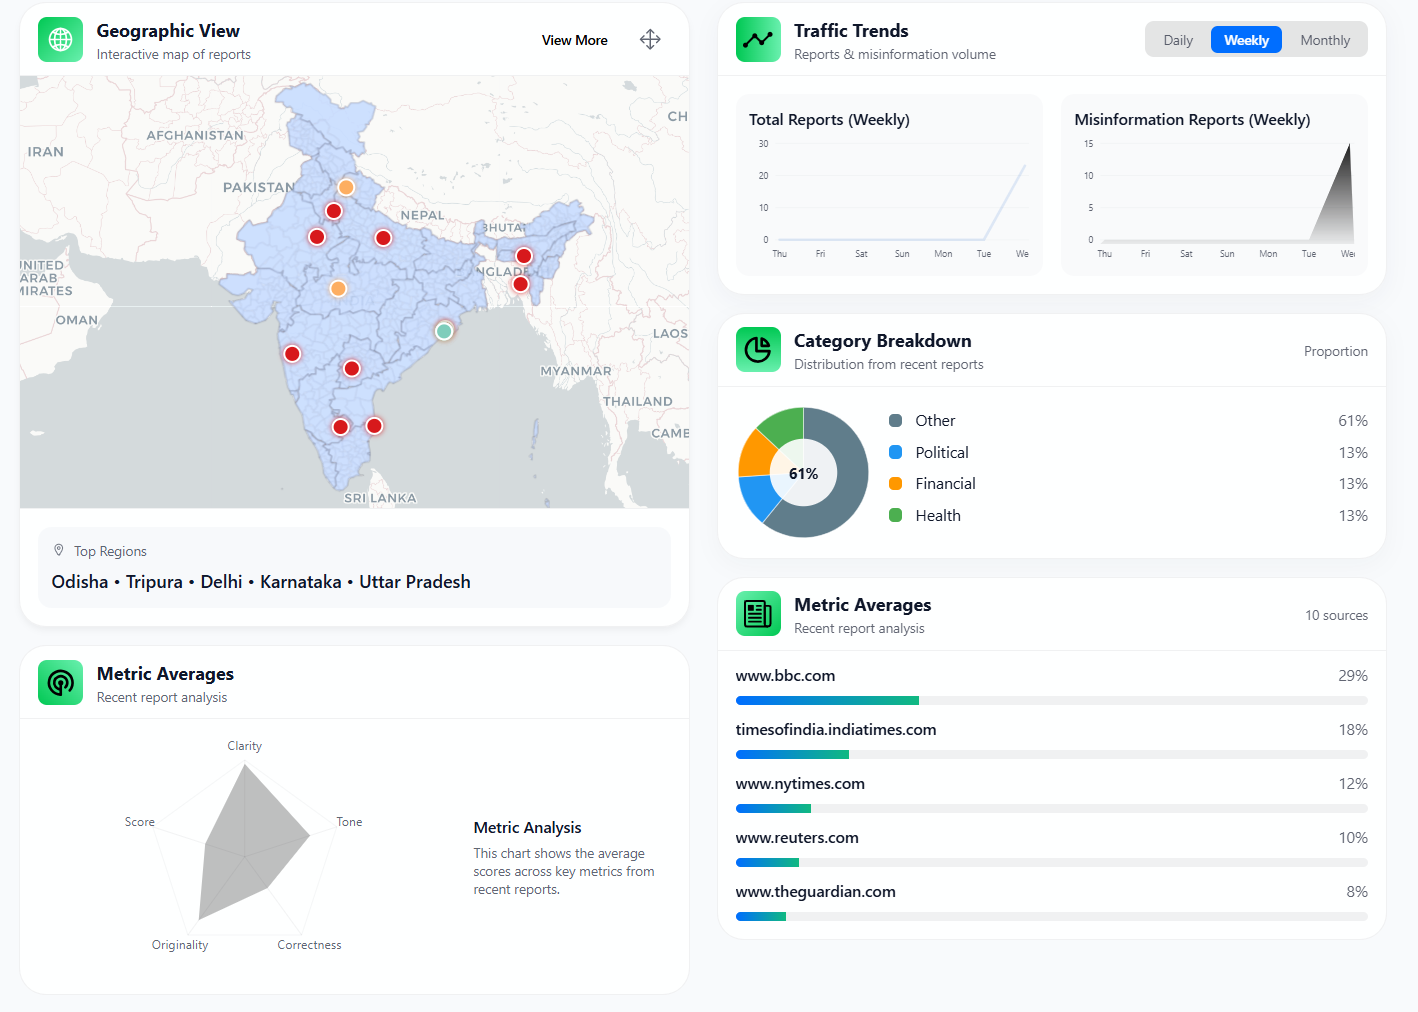 Geographic View
Interactive map of reports
View More
CH
AFGHANISTAN
IRAN
PAKISTAN
NEPAL
BHUTAN
UNITED
ARAB
EMIRATES
NGLADE
OMAN
LAOS
MYANMAR
THAILAND
CAMB
SRI LANKA
Top Regions
Odisha • Tripura • Delhi • Karnataka • Uttar Pradesh
Metric Averages
Recent report analysis
Clarity
Score
Tone
Originality
Correctness
Metric Analysis
This chart shows the average
scores across key metrics from
recent reports.
Traffic Trends
Reports & misinformation volume
Daily Weekly Monthly
Total Reports (Weekly)
30
20
10
0
Thu Fri Sat Sun Mon Tue We
Misinformation Reports (Weekly)
15
10
5
0
Thu Fri Sat Sun Mon Tue Wed
Category Breakdown
Distribution from recent reports
Proportion
61%
Other 61%
Political 13%
Financial 13%
Health 13%
Metric Averages
Recent report analysis
10 sources
www.bbc.com 29%
timesofindia.indiatimes.com 18%
www.nytimes.com 12%
www.reuters.com 10%
www.theguardian.com 8%